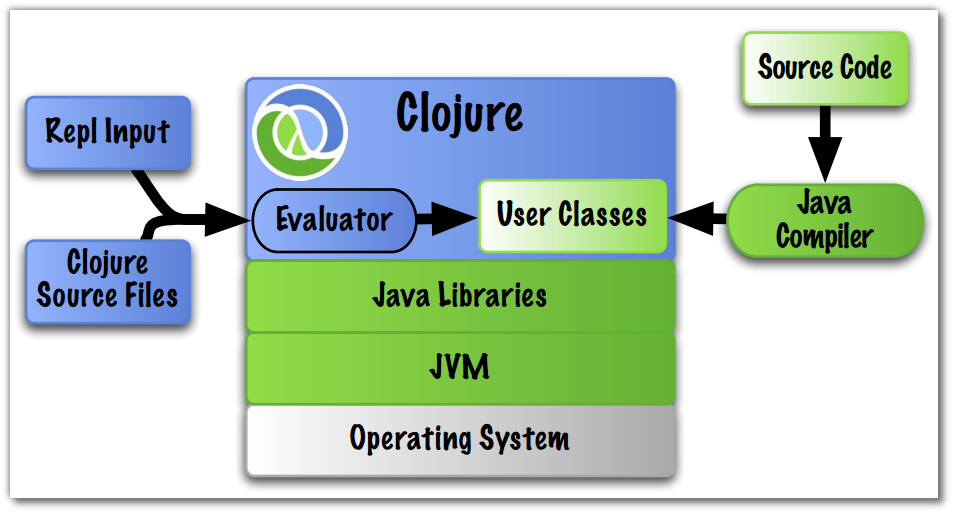 Clojure
Source Code
Repl Input
Evaluator
User Classes
Java
Compiler
Clojure
Source Files
Java Libraries
JVM
Operating System